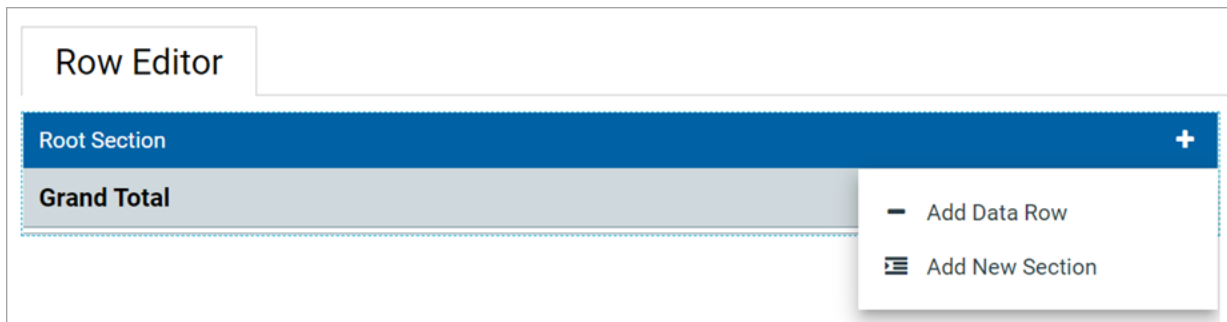 Row Editor
Root Section
Grand Total
Add Data Row
Add New Section